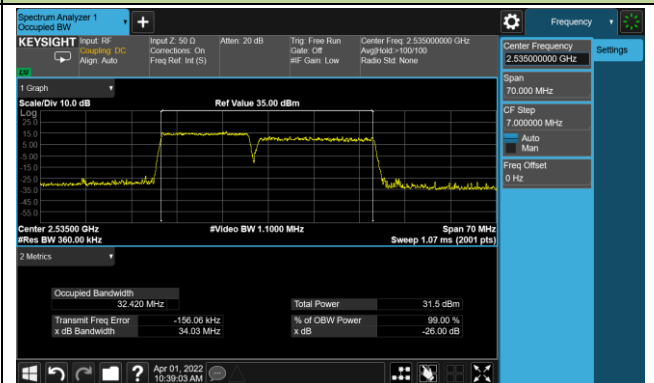 Spectrum Analyzer 1
Occupied BW
Frequency
KEYSIGHT
Input: RF
Coupling: DC
Align: Auto
Input Z: 50 Ω
Corrections: On
Freq Ref: Int (S)
Atten: 20 dB
Trig: Free Run
Gate: Off
#IF Gain: Low
Center Freq: 2.535000000 GHz
Avg|Hold:>100/100
Radio Std: None
Center Frequency
2.535000000 GHz
Settings
Span
70.000 MHz
CF Step
7.000000 MHz
Auto
Man
Freq Offset
0 Hz
1 Graph
Scale/Div 10.0 dB
Ref Value 35.00 dBm
Log
25.0
15.0
5.00
-5.00
-15.0
-25.0
-35.0
-45.0
-55.0
Center 2.53500 GHz
#Video BW 1.1000 MHz
Span 70 MHz
#Res BW 360.00 kHz
Sweep 1.07 ms (2001 pts)
2 Metrics
Occupied Bandwidth
32.420 MHz
Total Power 31.5 dBm
Transmit Freq Error -156.06 kHz
% of OBW Power 99.00 %
x dB Bandwidth 34.03 MHz
x dB -26.00 dB
?
Apr 01, 2022
10:39:03 AM